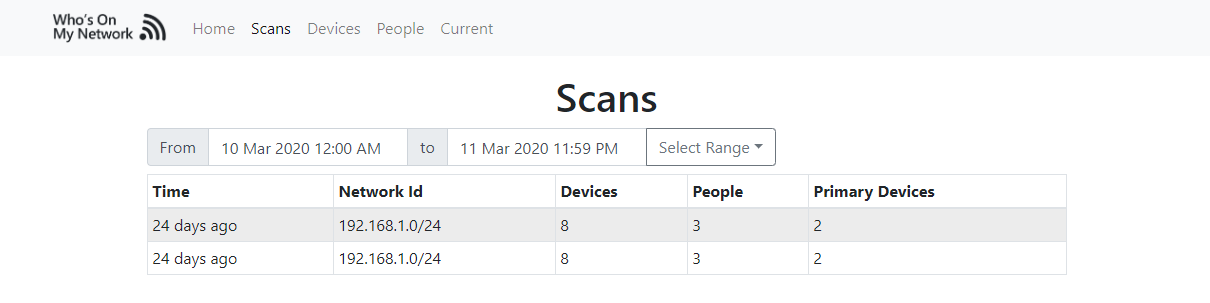 Who's On
My Network
Home Scans Devices People Current
Scans
From 10 Mar 2020 12:00 AM to 11 Mar 2020 11:59 PM Select Range
Time Network Id Devices People Primary Devices
24 days ago 192.168.1.0/24 8 3 2
24 days ago 192.168.1.0/24 8 3 2